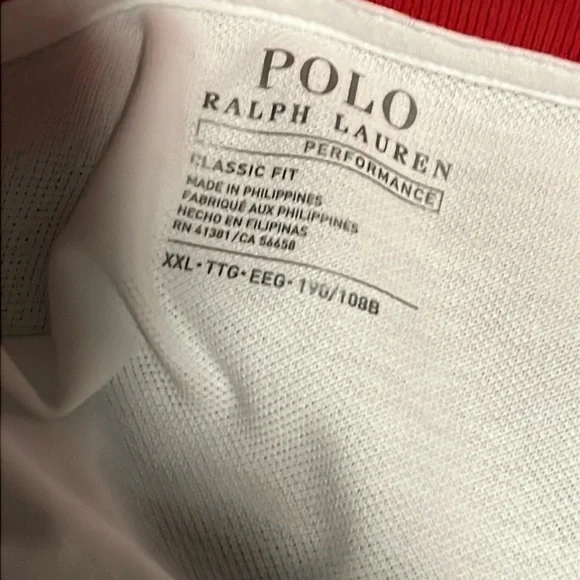 POLO
RALPH LAUREN
PERFORMANCE
CLASSIC FIT
MADE IN PHILIPPINES
FABRIQUÉ AUX PHILIPPINES
HECHO EN FILIPINAS
RN 41381/CA 56650
XXL•TTG•EEG•190/108B